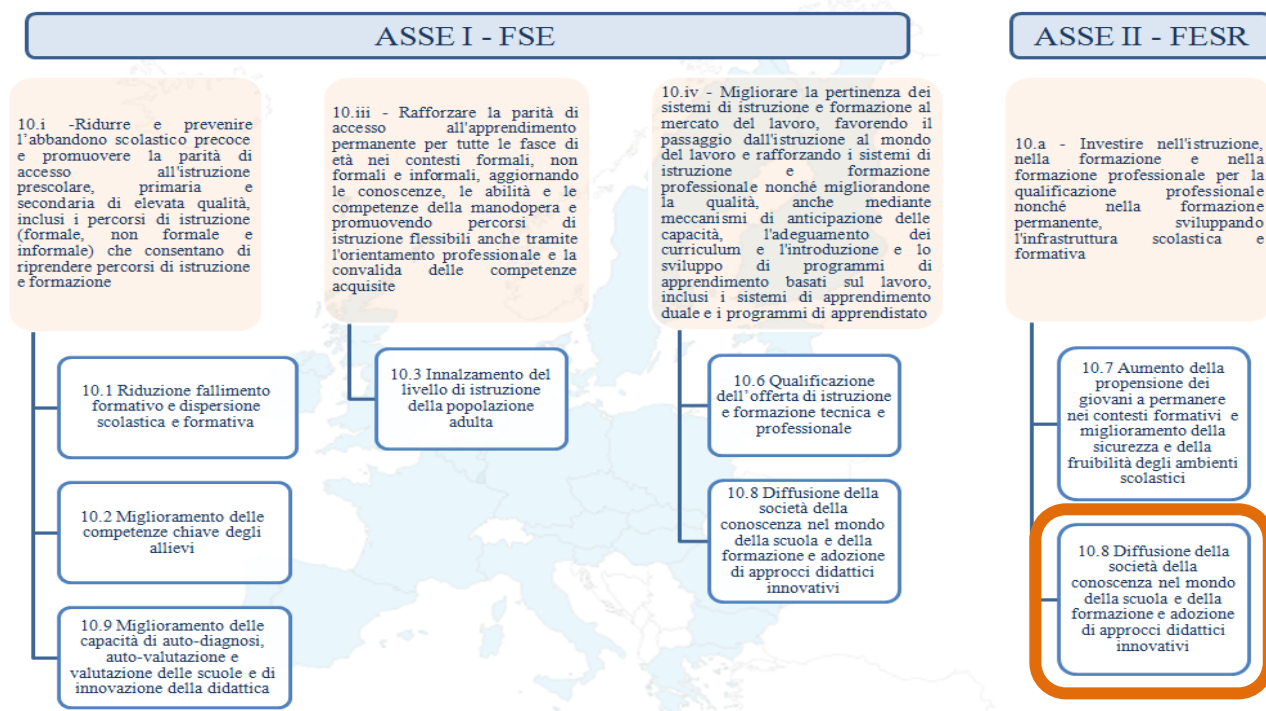 ASSE I - FSE
10.i -Ridurre e prevenire
l'abbandono scolastico precoce
e promuovere la parità di
accesso all'istruzione
prescolare, primaria e
secondaria di elevata qualità,
inclusi i percorsi di istruzione
(formale, non formale e
informale) che consentano di
riprendere percorsi di istruzione
e formazione
10.1 Riduzione fallimento
formativo e dispersione
scolastica e formativa
10.2 Miglioramento delle
competenze chiave degli
allievi
10.9 Miglioramento delle
capacità di auto-diagnosi,
auto-valutazione e
valutazione delle scuole e di
innovazione della didattica
10.iii - Rafforzare la parità di
accesso all'apprendimento
permanente per tutte le fasce di
età nei contesti formali, non
formali e informali, aggiornando
le conoscenze, le abilità e le
competenze della manodopera e
promuovendo percorsi di
istruzione flessibili anche tramite
l'orientamento professionale e la
convalida delle competenze
acquisite
10.3 Innalzamento del
livello di istruzione
della popolazione
adulta
10.iv - Migliorare la pertinenza dei
sistemi di istruzione e formazione al
mercato del lavoro, favorendo il
passaggio dall'istruzione al mondo
del lavoro e rafforzando i sistemi di
istruzione e formazione
professionale nonché migliorandone
la qualità, anche mediante
meccanismi di anticipazione delle
capacità, l'adeguamento dei
curriculum e l'introduzione e lo
sviluppo di programmi di
apprendimento basati sul lavoro,
inclusi i sistemi di apprendimento
duale e i programmi di apprendistato
10.6 Qualificazione
dell'offerta di istruzione
e formazione tecnica e
professionale
10.8 Diffusione della
società della
conoscenza nel mondo
della scuola e della
formazione e adozione
di approcci didattici
innovativi
ASSE II - FESR
10.a - Investire nell'istruzione,
nella formazione e nella
formazione professionale per la
qualificazione professionale
nonché nella formazione
permanente, sviluppando
l'infrastruttura scolastica e
formativa
10.7 Aumento della
propensione dei
giovani a permanere
nei contesti formativi e
miglioramento della
sicurezza e della
fruibilità degli ambienti
scolastici
10.8 Diffusione della
società della
conoscenza nel mondo
della scuola e della
formazione e adozione
di approcci didattici
innovativi